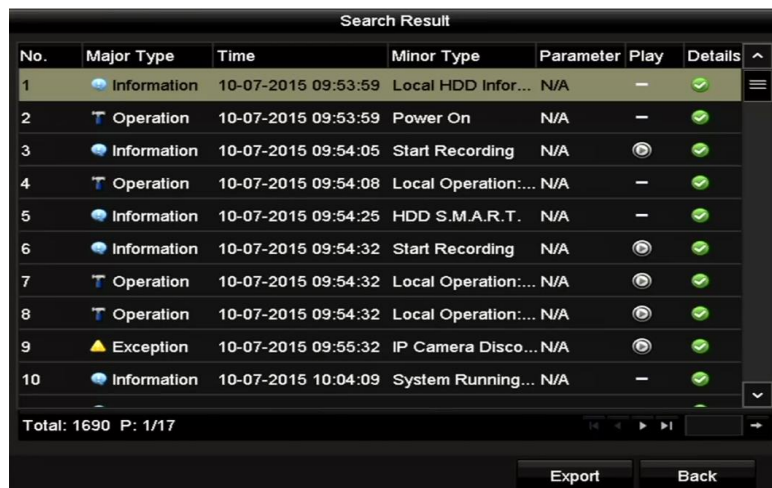 Search Result
No. Major Type Time Minor Type Parameter Play Details
1 Information 10-07-2015 09:53:59 Local HDD Infor... N/A –
2 Operation 10-07-2015 09:53:59 Power On N/A –
3 Information 10-07-2015 09:54:05 Start Recording N/A
4 Operation 10-07-2015 09:54:08 Local Operation:... N/A –
5 Information 10-07-2015 09:54:25 HDD S.M.A.R.T. N/A –
6 Information 10-07-2015 09:54:32 Start Recording N/A
7 Operation 10-07-2015 09:54:32 Local Operation:... N/A
8 Operation 10-07-2015 09:54:32 Local Operation:... N/A
9 Exception 10-07-2015 09:55:32 IP Camera Disco... N/A
10 Information 10-07-2015 10:04:09 System Running... N/A –
Total: 1690 P: 1/17
Export Back